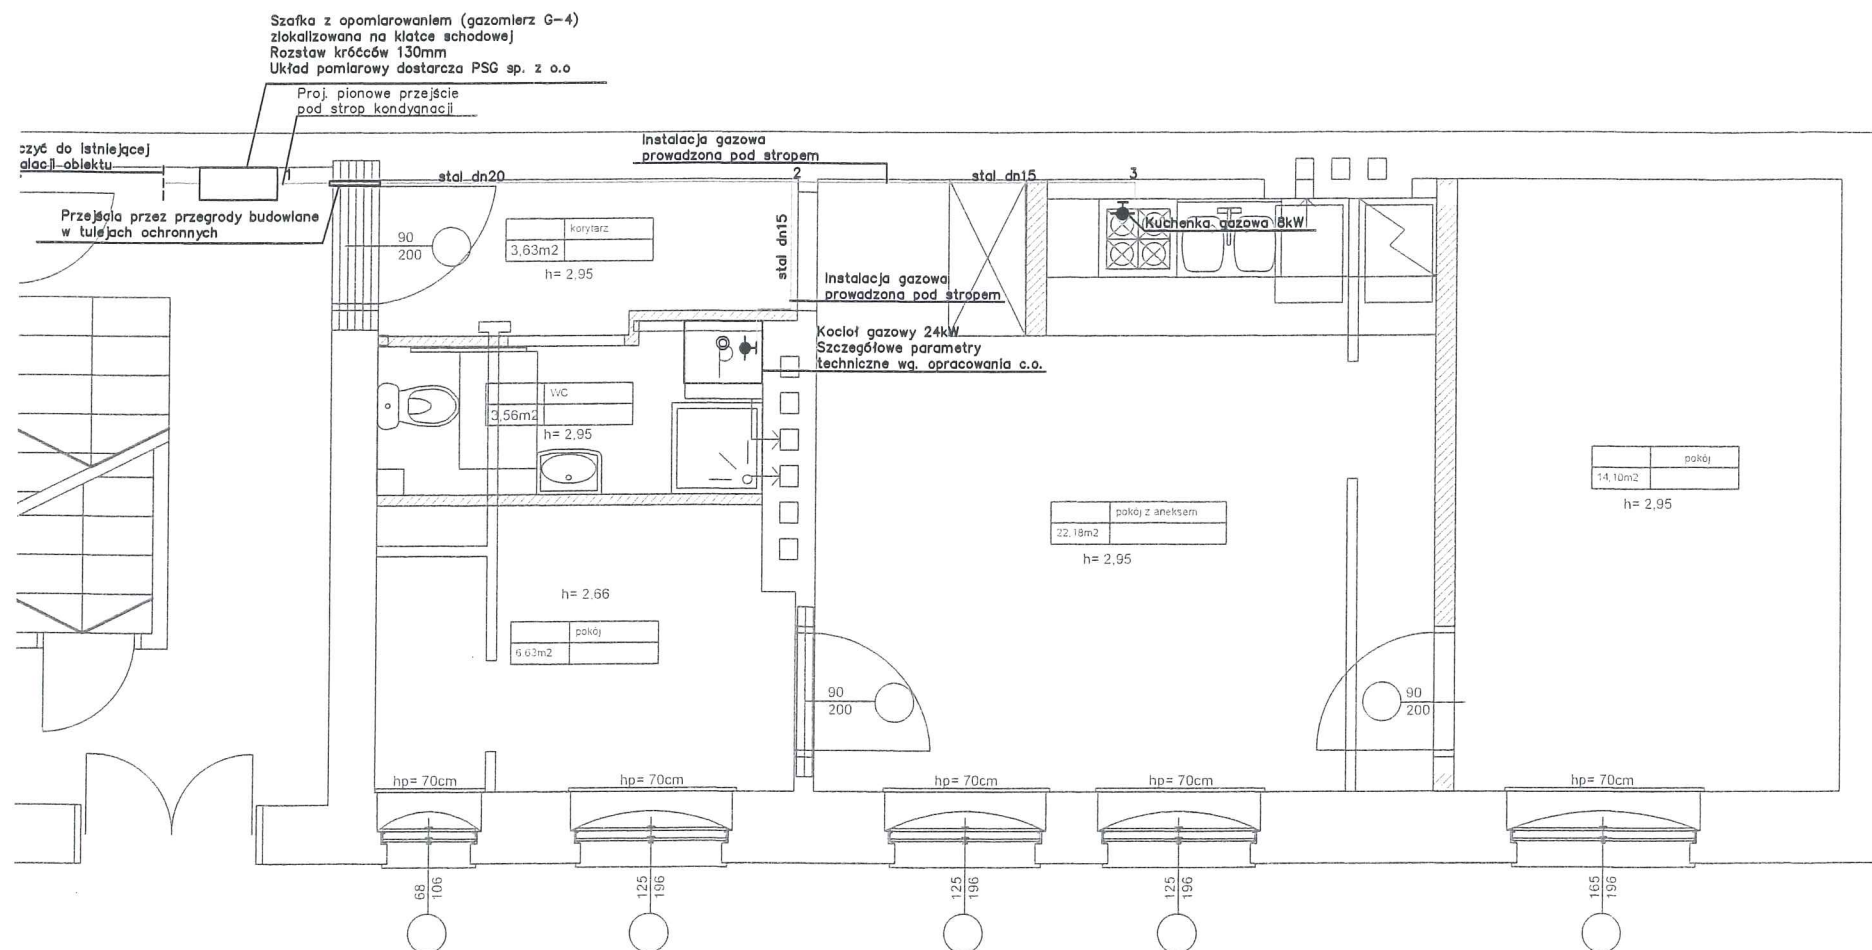 Szafka z opomiarowaniem (gazomierz G-4)
zlokalizowana na klatce schodowej
Rozstaw króćców 130mm
Układ pomiarowy dostarcza PSG sp. z o.o
Proj. pionowe przejście
pod strop kondygnacji
czyć do istniejącej
alacji obiektu
1
Przejścia przez przegrody budowlane
w tulejach ochronnych
stal dn20
Instalacja gazowa
prowadzona pod stropem
2
stal dn15
3
stal dn15
Kuchenka gazowa 8kW
90
200
korytarz
3,63m2
h= 2,95
Instalacja gazowa
prowadzona pod stropem
Kocioł gazowy 24kW
Szczegółowe parametry
techniczne wg. opracowania c.o.
WC
3,56m2
h= 2,95
pokój
14,10m2
h= 2,95
pokój z aneksem
22,18m2
h= 2,95
h= 2.66
pokój
6.63m2
90
200
90
200
hp= 70cm
hp= 70cm
hp= 70cm
hp= 70cm
hp= 70cm
68
106
125
196
125
196
125
196
165
196